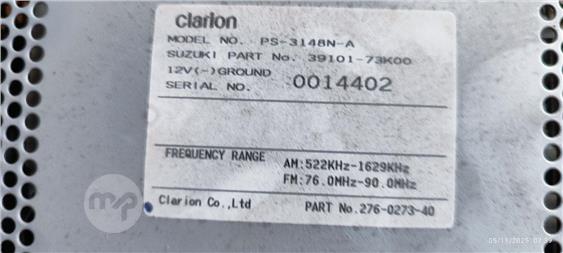 clarion
MODEL NO. PS-3148N-A
SUZUKI PART No. 39101-73K00
12V(-)GROUND
SERIAL NO. 0014402
FREQUENCY RANGE AM:522KHz-1629KHz
FM:76.0MHz-90.0MHz
Clarion Co.,Ltd PART No.276-0273-40
mp